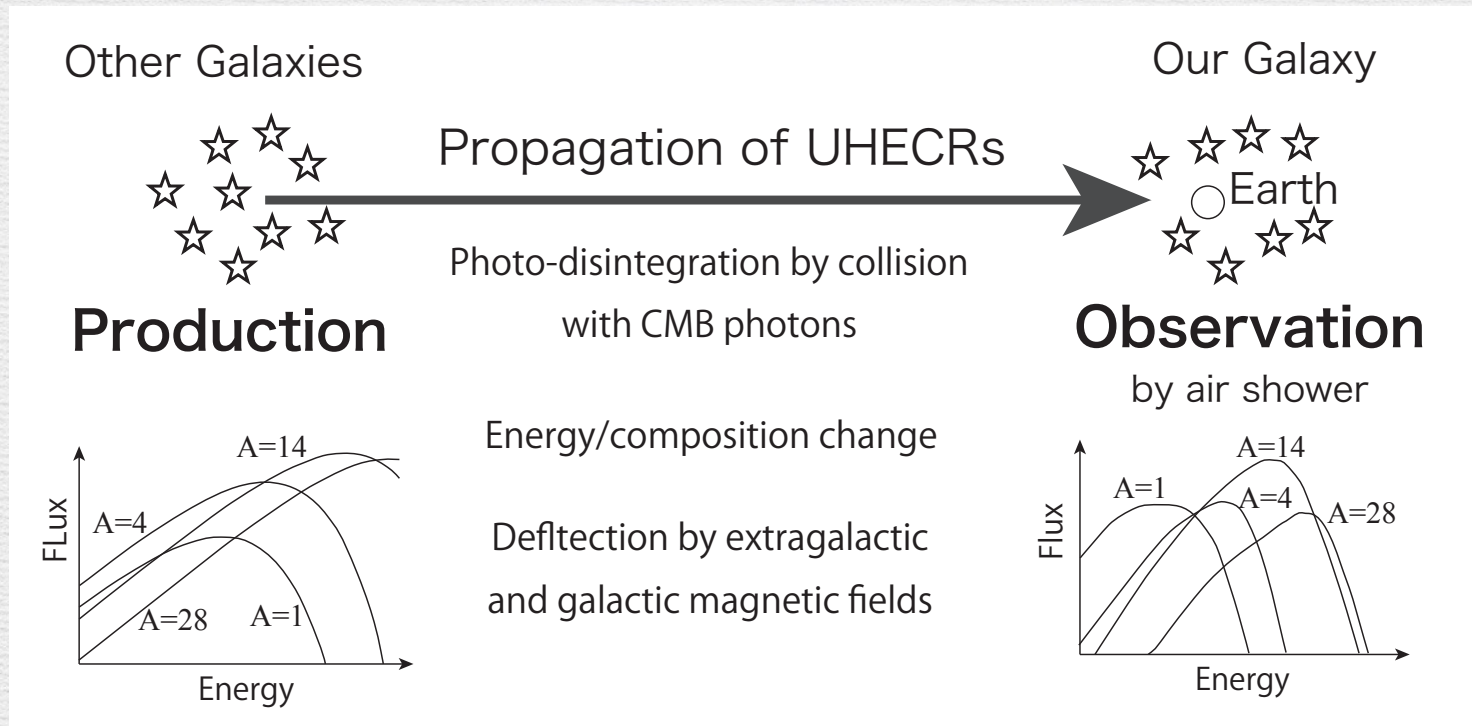 Other Galaxies
Our Galaxy
Propagation of UHECRs
Earth
Photo-disintegration by collision
with CMB photons
Production
Observation
by air shower
Energy/composition change
Defltection by extragalactic
and galactic magnetic fields
FLux
A=14
A=4
A=28
A=1
Energy
Flux
A=14
A=1
A=4
A=28
Energy